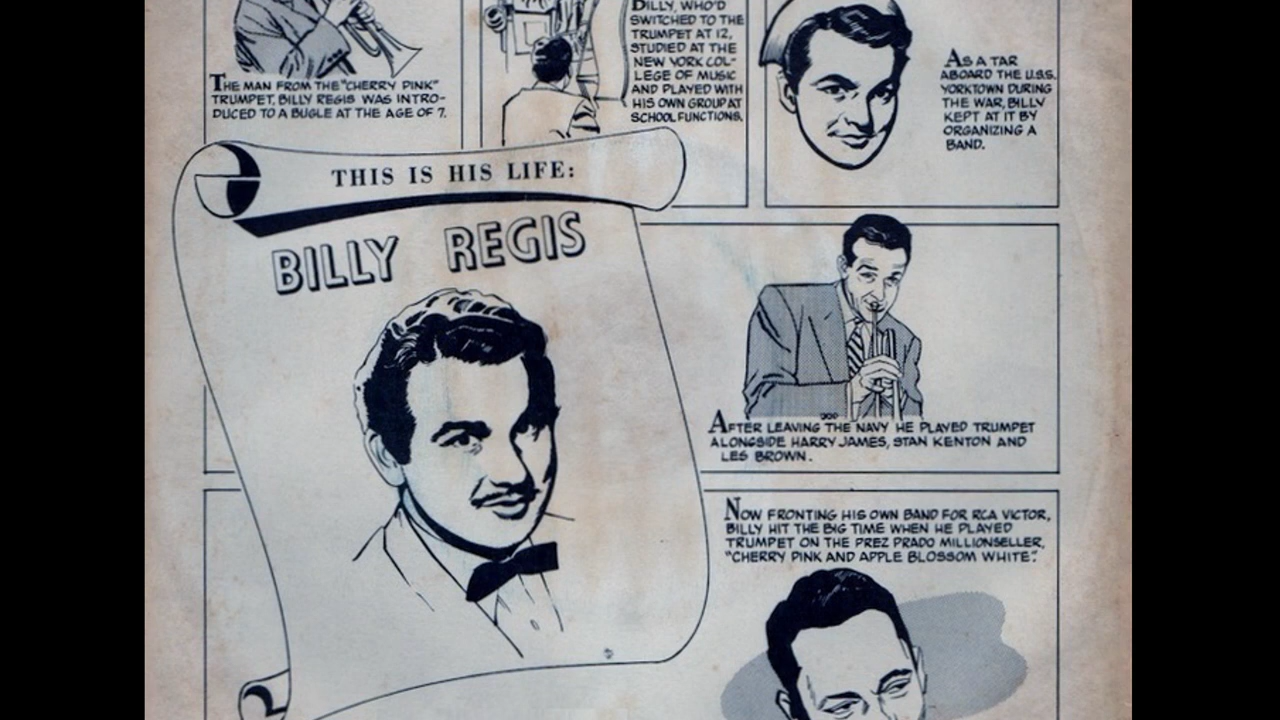 THE MAN FROM THE "CHERRY PINK"
TRUMPET, BILLY REGIS WAS INTRO-
DUCED TO A BUGLE AT THE AGE OF 7.
BILLY, WHO'D
SWITCHED TO THE
TRUMPET AT 12,
STUDIED AT THE
NEW YORK COL-
LEGE OF MUSIC
AND PLAYED WITH
HIS OWN GROUP AT
SCHOOL FUNCTIONS.
AS A TAR
ABOARD THE U.S.S.
YORKTOWN DURING
THE WAR, BILLY
KEPT AT IT BY
ORGANIZING A
BAND.
THIS IS HIS LIFE:
BILLY REGIS
AFTER LEAVING THE NAVY HE PLAYED TRUMPET
ALONGSIDE HARRY JAMES, STAN KENTON AND
LES BROWN.
NOW FRONTING HIS OWN BAND FOR RCA VICTOR,
BILLY HIT THE BIG TIME WHEN HE PLAYED
TRUMPET ON THE PREZ PRADO MILLIONSELLER,
"CHERRY PINK AND APPLE BLOSSOM WHITE."